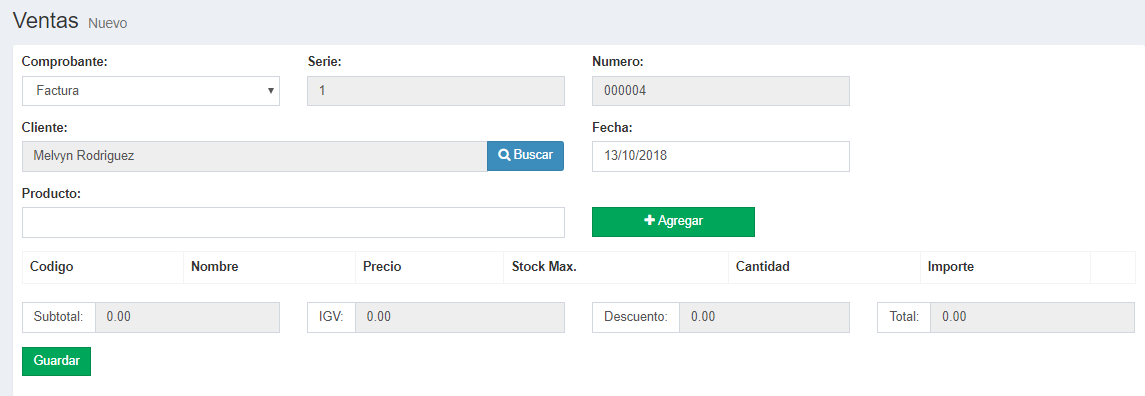 Ventas Nuevo
Comprobante: Serie: Numero:
Factura 1 000004
Cliente: Fecha:
Melvyn Rodriguez Buscar 13/10/2018
Producto:
Agregar
Codigo Nombre Precio Stock Max. Cantidad Importe
Subtotal: 0.00 IGV: 0.00 Descuento: 0.00 Total: 0.00
Guardar